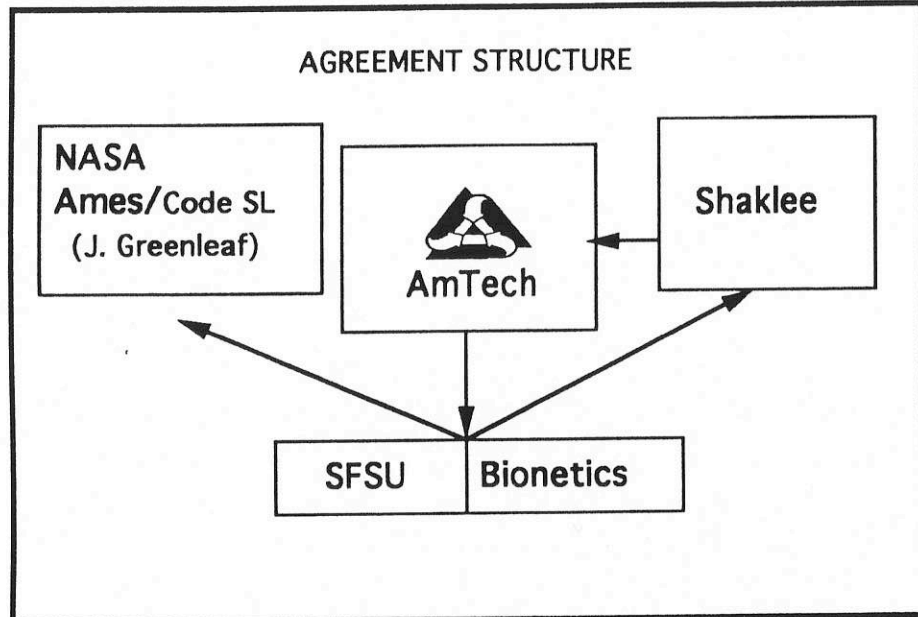 AGREEMENT STRUCTURE
NASA
Ames/Code SL
(J. Greenleaf)
AmTech
Shaklee
SFSU
Bionetics